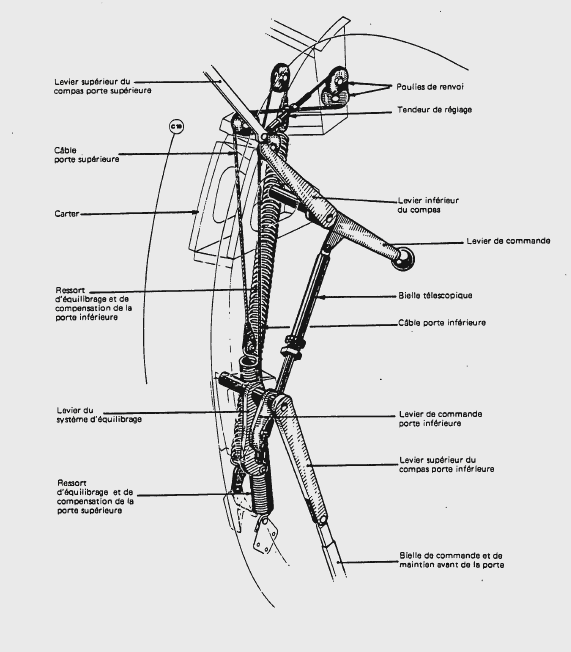 Levier supérieur du
compas porte supérieure
Poulies de renvoi
Tendeur de réglage
C 18
Câble
porte supérieure
Levier inférieur
du compas
Carter
Levier de commande
Ressort
d'équilibrage et de
compensation de la
porte inférieure
Bielle télescopique
Câble porte inférieure
Levier du
système d'équilibrage
Levier de commande
porte inférieure
Levier supérieur du
compas porte inférieure
Ressort
d'équilibrage et de
compensation de la
porte supérieure
Bielle de commande et de
maintien avant de la porte